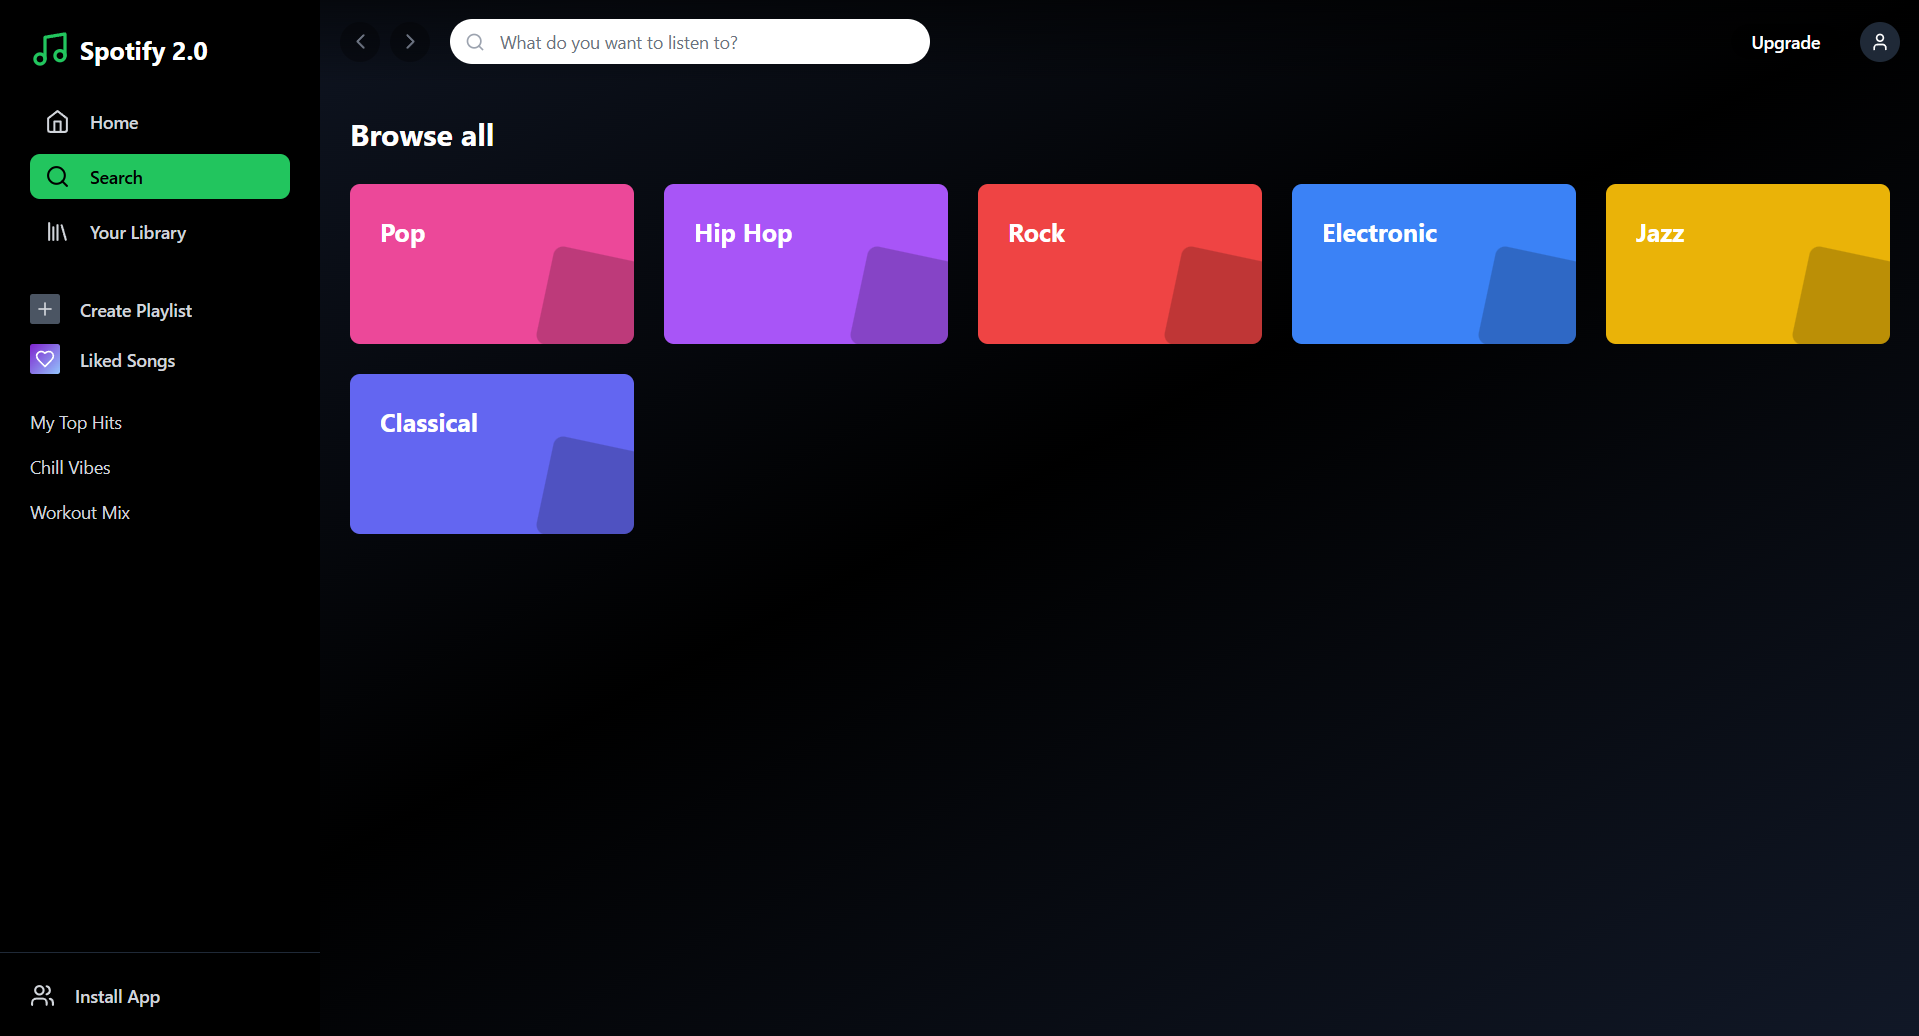 Spotify 2.0
Home
Search
Your Library
Create Playlist
Liked Songs
My Top Hits
Chill Vibes
Workout Mix
Install App
What do you want to listen to?
Upgrade
Browse all
Pop
Hip Hop
Rock
Electronic
Jazz
Classical